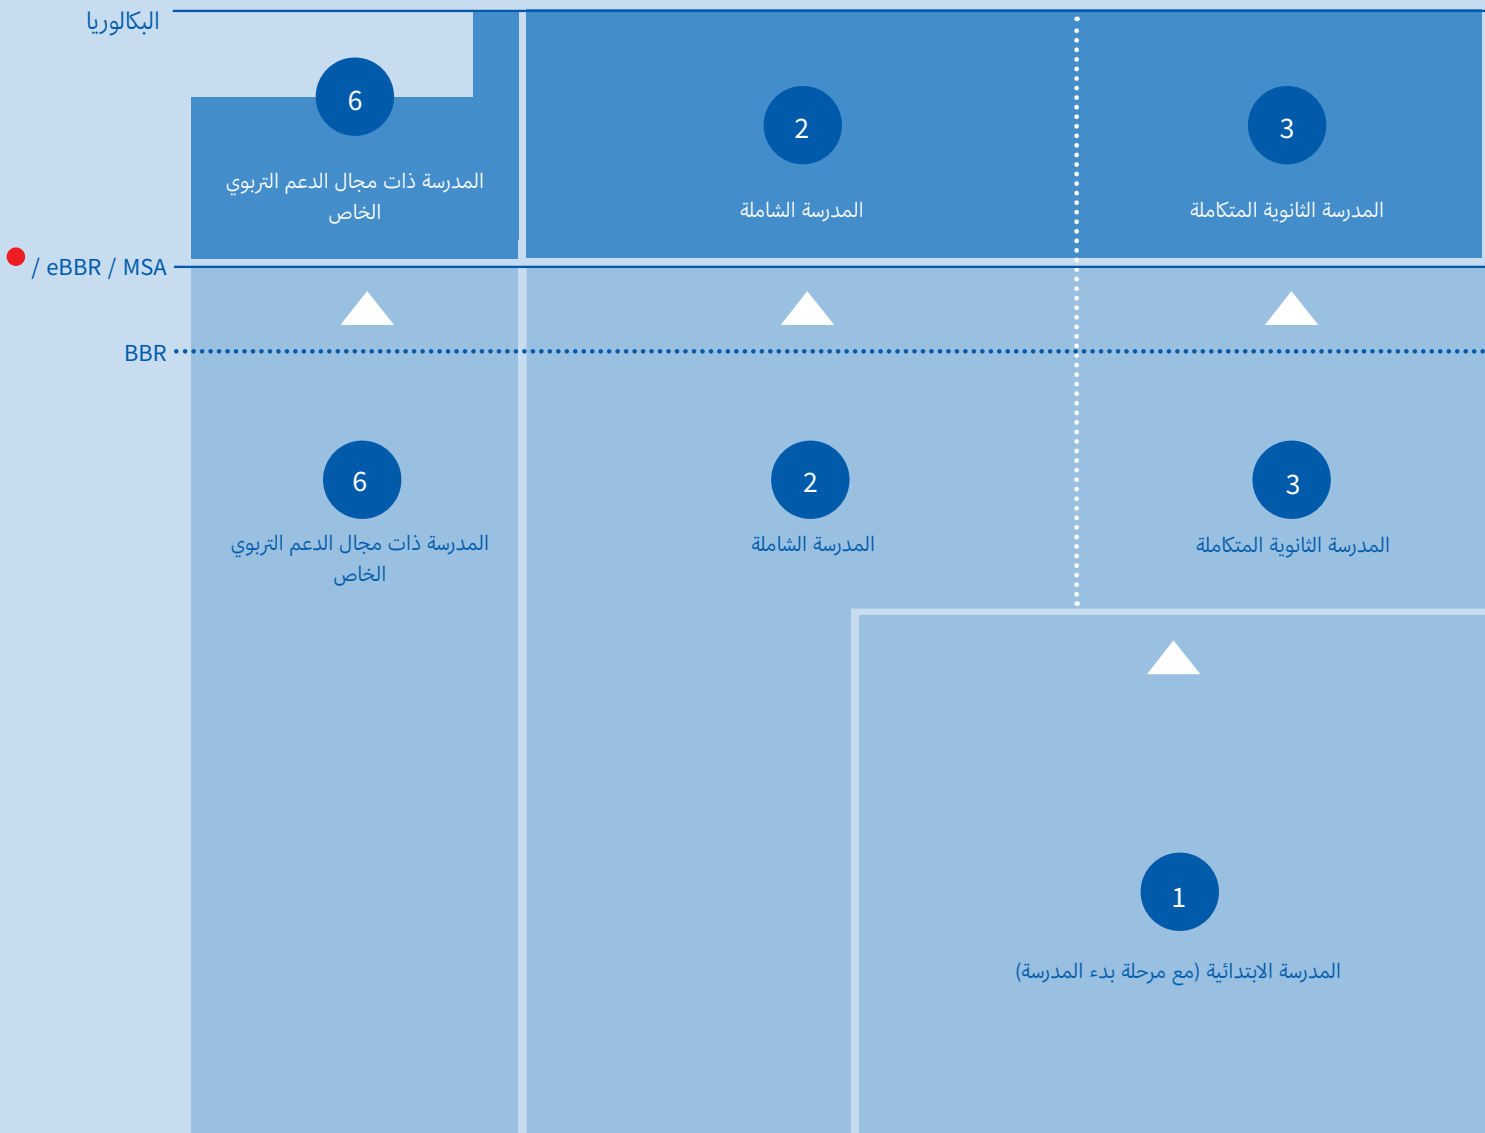 البكالوريا
6
2
3
المدرسة ذات مجال الدعم التربوي
الخاص
المدرسة الشاملة
المدرسة الثانوية المتكاملة
/ eBBR / MSA
BBR
6
2
3
المدرسة ذات مجال الدعم التربوي
الخاص
المدرسة الشاملة
المدرسة الثانوية المتكاملة
1
المدرسة الابتدائية (مع مرحلة بدء المدرسة)